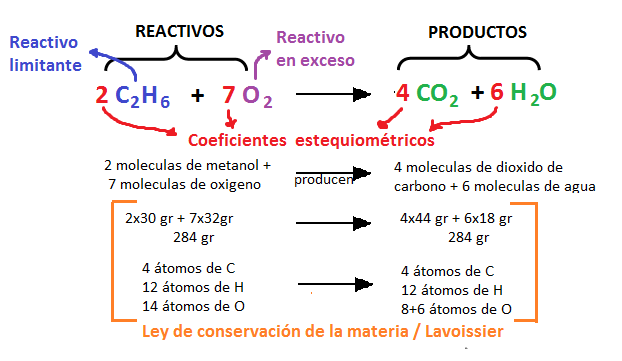 REACTIVOS
PRODUCTOS
Reactivo
limitante
Reactivo
en exceso
2 C2H6 + 7 O2 4 CO2 + 6 H2O
Coeficientes estequiométricos
2 moleculas de metanol +
7 moleculas de oxigeno
producen
4 moleculas de dioxido de
carbono + 6 moleculas de agua
2x30 gr + 7x32gr
284 gr
4x44 gr + 6x18 gr
284 gr
4 átomos de C
12 átomos de H
14 átomos de O
4 átomos de C
12 átomos de H
8+6 átomos de O
Ley de conservación de la materia / Lavoissier